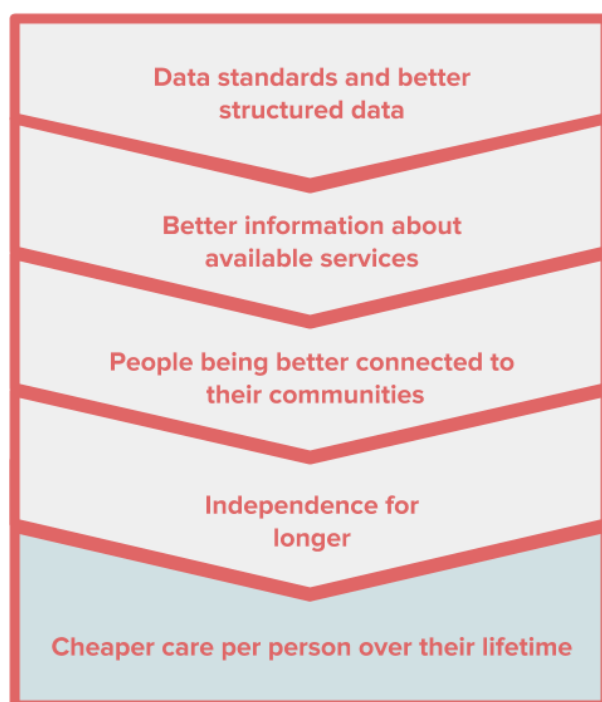 Data standards and better
structured data
Better information about
available services
People being better connected to
their communities
Independence for
longer
Cheaper care per person over their lifetime